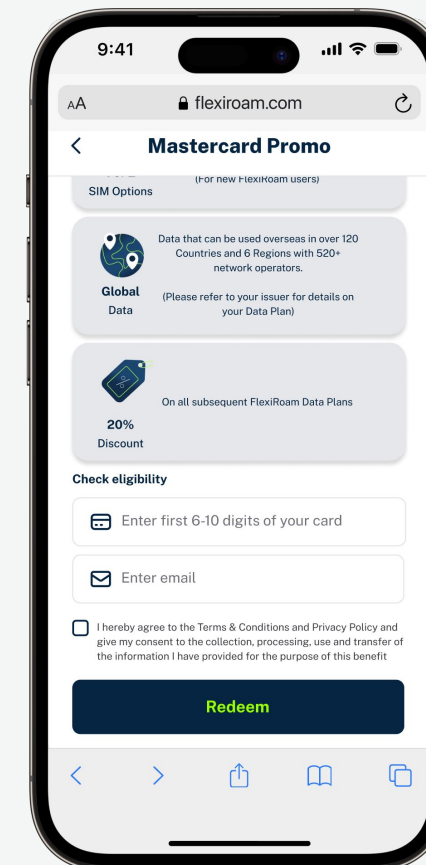 9:41
AA flexiroam.com
Mastercard Promo
SIM Options
(For new FlexiRoam users)
Data that can be used overseas in over 120
Countries and 6 Regions with 520+
network operators.
Global
Data
(Please refer to your issuer for details on
your Data Plan)
20%
Discount
On all subsequent FlexiRoam Data Plans
Check eligibility
Enter first 6-10 digits of your card
Enter email
I hereby agree to the Terms & Conditions and Privacy Policy and
give my consent to the collection, processing, use and transfer of
the information I have provided for the purpose of this benefit
Redeem